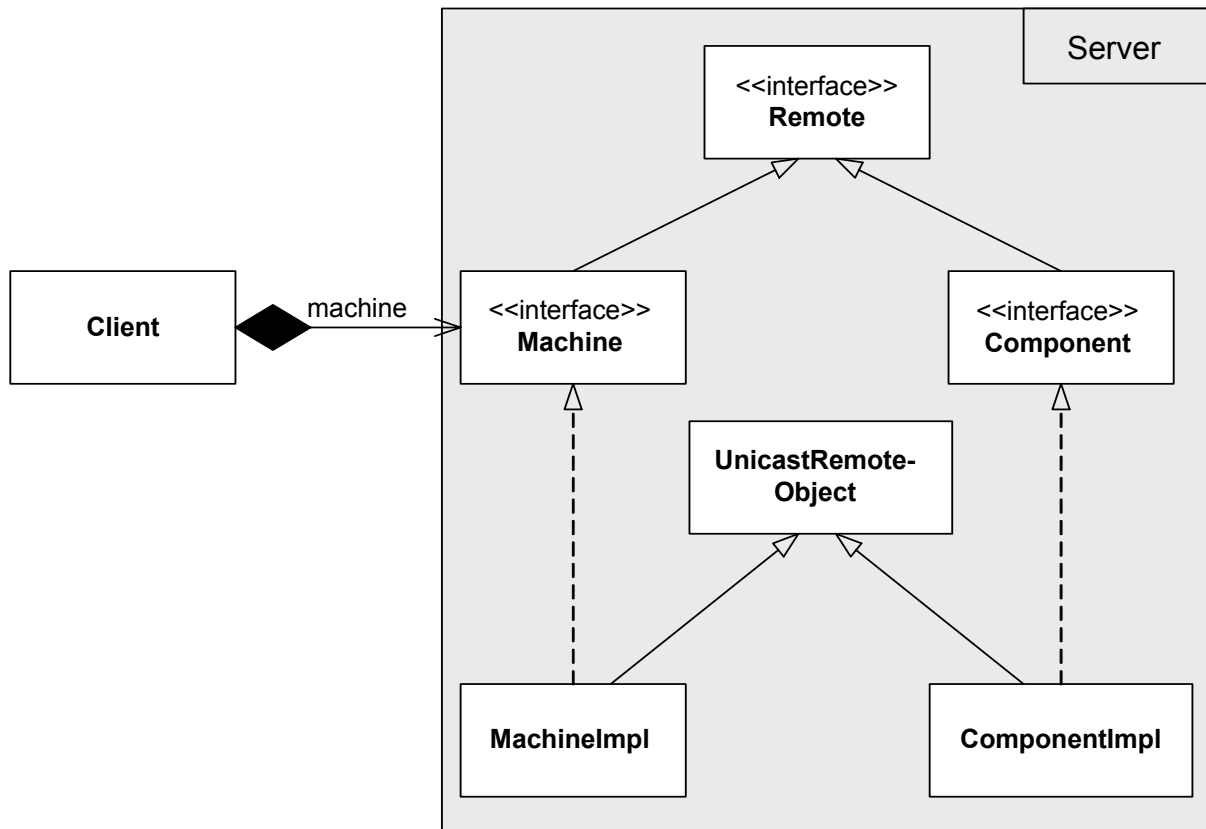 Server
<<interface>>
Remote
Client
machine
<<interface>>
Machine
<<interface>>
Component
UnicastRemote-
Object
MachineImpl
ComponentImpl